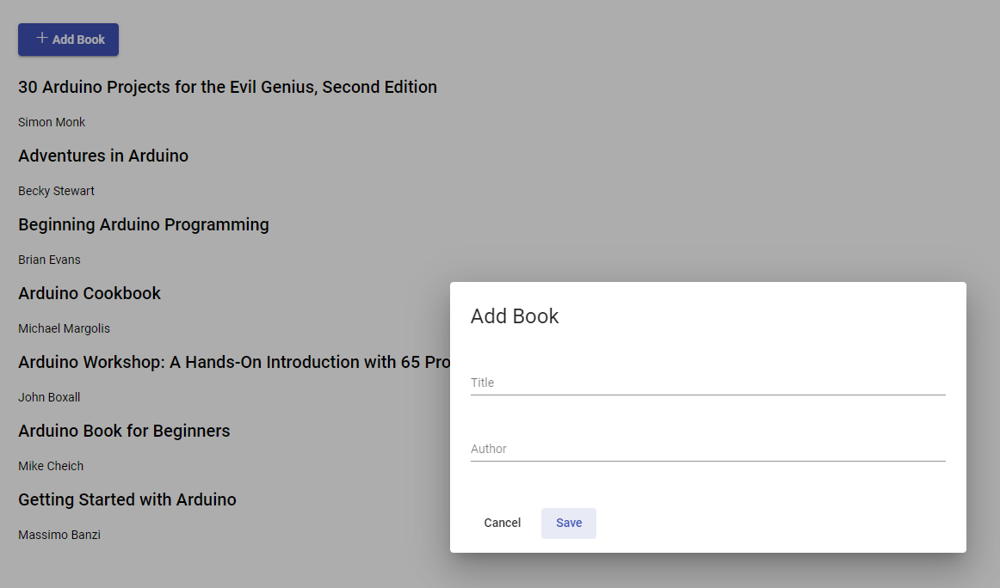 Add Book
30 Arduino Projects for the Evil Genius, Second Edition
Simon Monk
Adventures in Arduino
Becky Stewart
Beginning Arduino Programming
Brian Evans
Arduino Cookbook
Michael Margolis
Arduino Workshop: A Hands-On Introduction with 65 Pro
John Boxall
Arduino Book for Beginners
Mike Cheich
Getting Started with Arduino
Massimo Banzi
Add Book
Title
Author
Cancel
Save